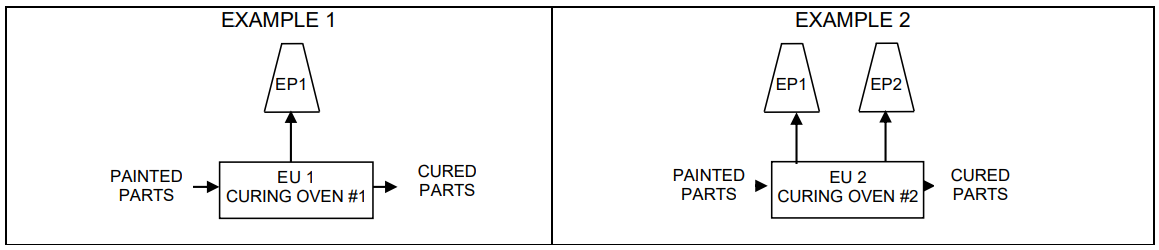 EXAMPLE 1
EP1
PAINTED
PARTS
EU 1
CURING OVEN #1
CURED
PARTS
EXAMPLE 2
EP1
EP2
PAINTED
PARTS
EU 2
CURING OVEN #2
CURED
PARTS